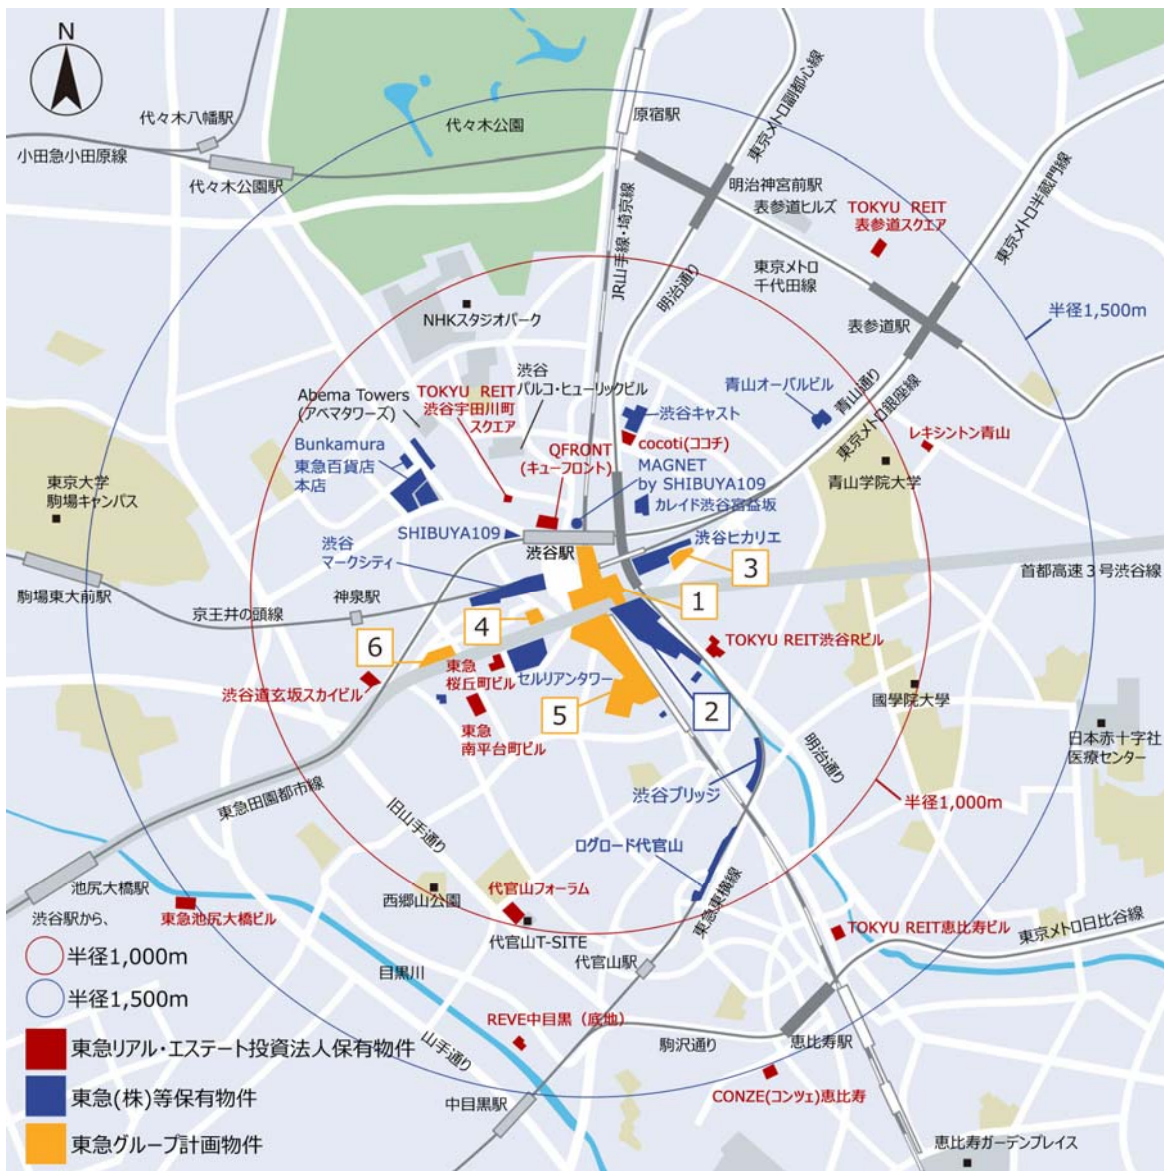 N
代々木八幡駅
小田急小田原線
代々木公園駅
代々木公園
原宿駅
東京メトロ副都心線
明治神宮前駅
表参道ヒルズ
TOKYU REIT
表参道スクエア
東京メトロ半蔵門線
JR山手線・埼京線
明治通り
東京メトロ
千代田線
表参道駅
半径1,500m
NHKスタジオパーク
渋谷
パルコ・ヒューリックビル
Abema Towers
(アベマタワーズ)
TOKYU REIT
渋谷宇田川町
スクエア
青山オーバルビル
青山通り
東京メトロ銀座線
渋谷キャスト
cocoti(ココチ)
レキシントン青山
Bunkamura
東急百貨店
本店
QFRONT
(キューフロント)
MAGNET
by SHIBUYA109
カレイド渋谷宮益坂
青山学院大学
東京大学
駒場キャンパス
SHIBUYA109
渋谷駅
渋谷ヒカリエ
渋谷
マークシティ
3
首都高速3号渋谷線
駒場東大前駅
京王井の頭線
神泉駅
1
4
6
TOKYU REIT渋谷Rビル
渋谷道玄坂スカイビル
東急
桜丘町ビル
セルリアンタワー
5
2
國學院大學
東急
南平台町ビル
日本赤十字社
医療センター
明治通り
東急田園都市線
旧山手通り
渋谷ブリッジ
半径1,000m
ログロード代官山
池尻大橋駅
東急池尻大橋ビル
西郷山公園
代官山フォーラム
代官山T-SITE
東急東横線
代官山駅
TOKYU REIT恵比寿ビル
東京メトロ日比谷線
渋谷駅から、
半径1,000m
半径1,500m
目黒川
山手通り
REVE中目黒（底地）
駒沢通り
恵比寿駅
CONZE(コンツェ)恵比寿
中目黒駅
恵比寿ガーデンプレイス
東急リアル・エステート投資法人保有物件
東急(株)等保有物件
東急グループ計画物件